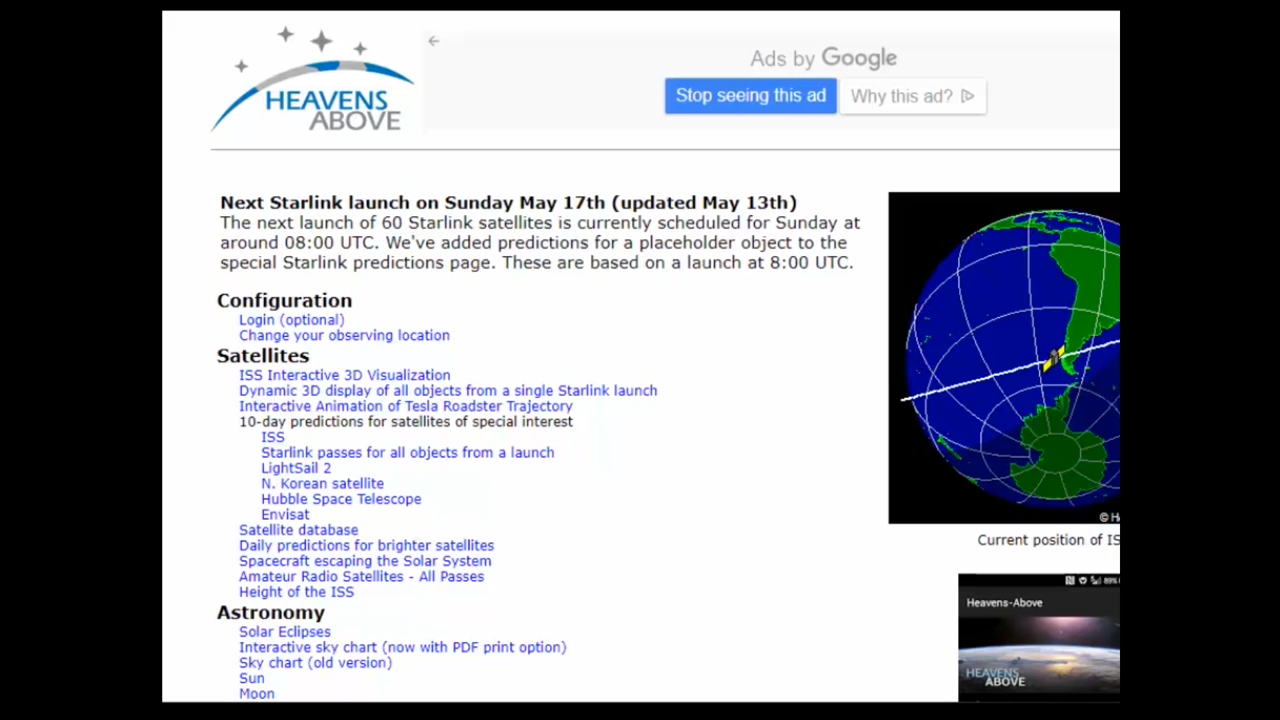 HEAVENS
ABOVE
Ads by Google
Stop seeing this ad
Why this ad?
Next Starlink launch on Sunday May 17th (updated May 13th)
The next launch of 60 Starlink satellites is currently scheduled for Sunday at
around 08:00 UTC. We've added predictions for a placeholder object to the
special Starlink predictions page. These are based on a launch at 8:00 UTC.
Configuration
Login (optional)
Change your observing location
Satellites
ISS Interactive 3D Visualization
Dynamic 3D display of all objects from a single Starlink launch
Interactive Animation of Tesla Roadster Trajectory
10-day predictions for satellites of special interest
ISS
Starlink passes for all objects from a launch
LightSail 2
N. Korean satellite
Hubble Space Telescope
Envisat
Satellite database
Daily predictions for brighter satellites
Spacecraft escaping the Solar System
Amateur Radio Satellites - All Passes
Height of the ISS
Astronomy
Solar Eclipses
Interactive sky chart (now with PDF print option)
Sky chart (old version)
Sun
Moon
© H
Current position of IS
89%
Heavens-Above
HEAVENS
ABOVE